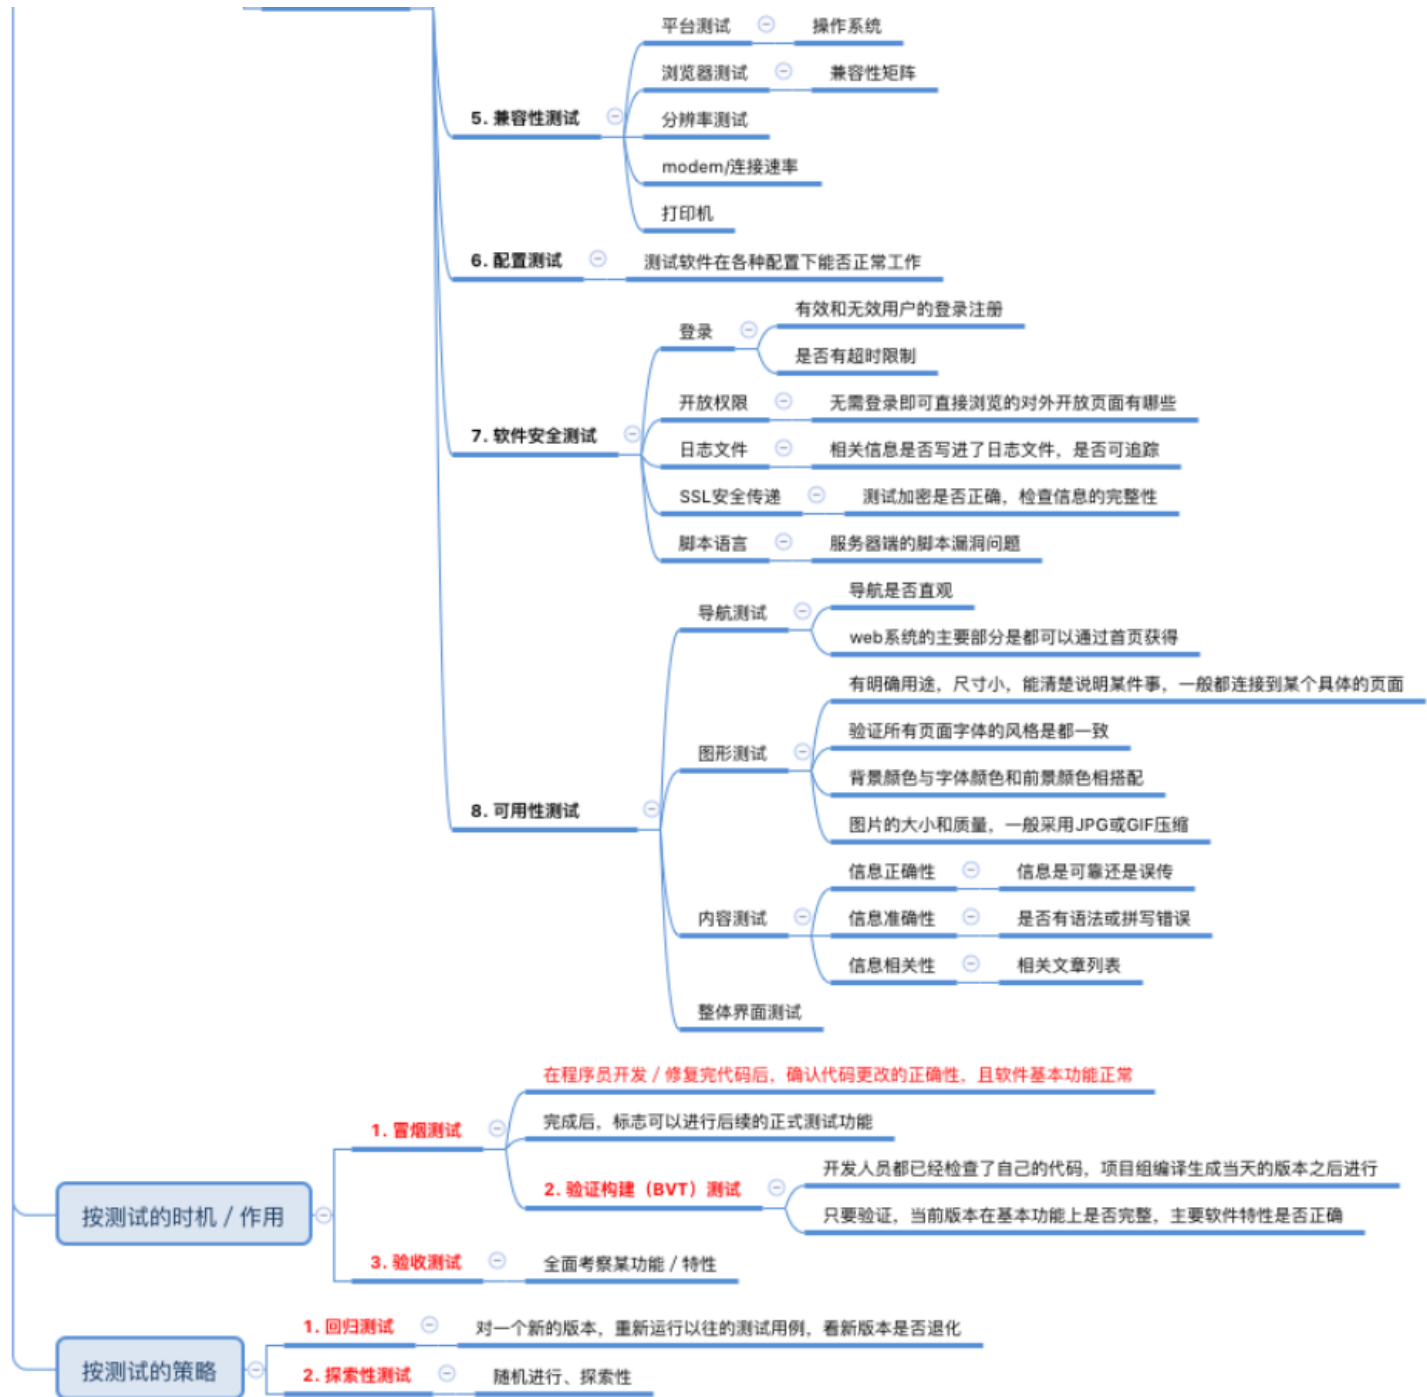 平台测试
操作系统
浏览器测试
兼容性矩阵
5. 兼容性测试
分辨率测试
modem/连接速率
打印机
6. 配置测试
测试软件在各种配置下能否正常工作
登录
有效和无效用户的登录注册
是否有超时限制
开放权限
无需登录即可直接浏览的对外开放页面有哪些
7. 软件安全测试
日志文件
相关信息是否写进了日志文件，是否可追踪
SSL安全传递
测试加密是否正确，检查信息的完整性
脚本语言
服务器端的脚本漏洞问题
导航测试
导航是否直观
web系统的主要部分是都可以通过首页获得
图形测试
有明确用途，尺寸小，能清楚说明某件事，一般都连接到某个具体的页面
验证所有页面字体的风格是都一致
背景颜色与字体颜色和前景颜色相搭配
图片的大小和质量，一般采用JPG或GIF压缩
8. 可用性测试
内容测试
信息正确性
信息是可靠还是误传
信息准确性
是否有语法或拼写错误
信息相关性
相关文章列表
整体界面测试
按测试的时机 / 作用
1. 冒烟测试
在程序员开发 / 修复完代码后，确认代码更改的正确性，且软件基本功能正常
完成后，标志可以进行后续的正式测试功能
2. 验证构建（BVT）测试
开发人员都已经检查了自己的代码，项目组编译生成当天的版本之后进行
只要验证，当前版本在基本功能上是否完整，主要软件特性是否正确
3. 验收测试
全面考察某功能 / 特性
按测试的策略
1. 回归测试
对一个新的版本，重新运行以往的测试用例，看新版本是否退化
2. 探索性测试
随机进行、探索性